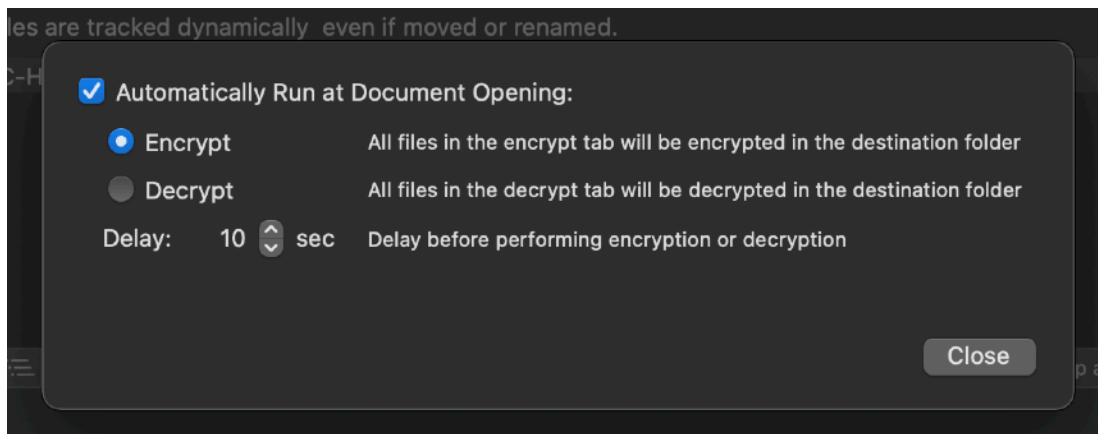 les are tracked dynamically even if moved or renamed.
C-H
Automatically Run at Document Opening:
Encrypt All files in the encrypt tab will be encrypted in the destination folder
Decrypt All files in the decrypt tab will be decrypted in the destination folder
Delay: 10 sec Delay before performing encryption or decryption
Close
p a